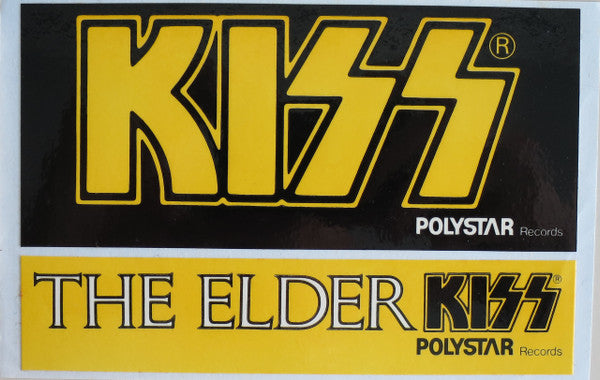 KISS®
POLYSTAR Records
THE ELDER KISS®
POLYSTAR Records